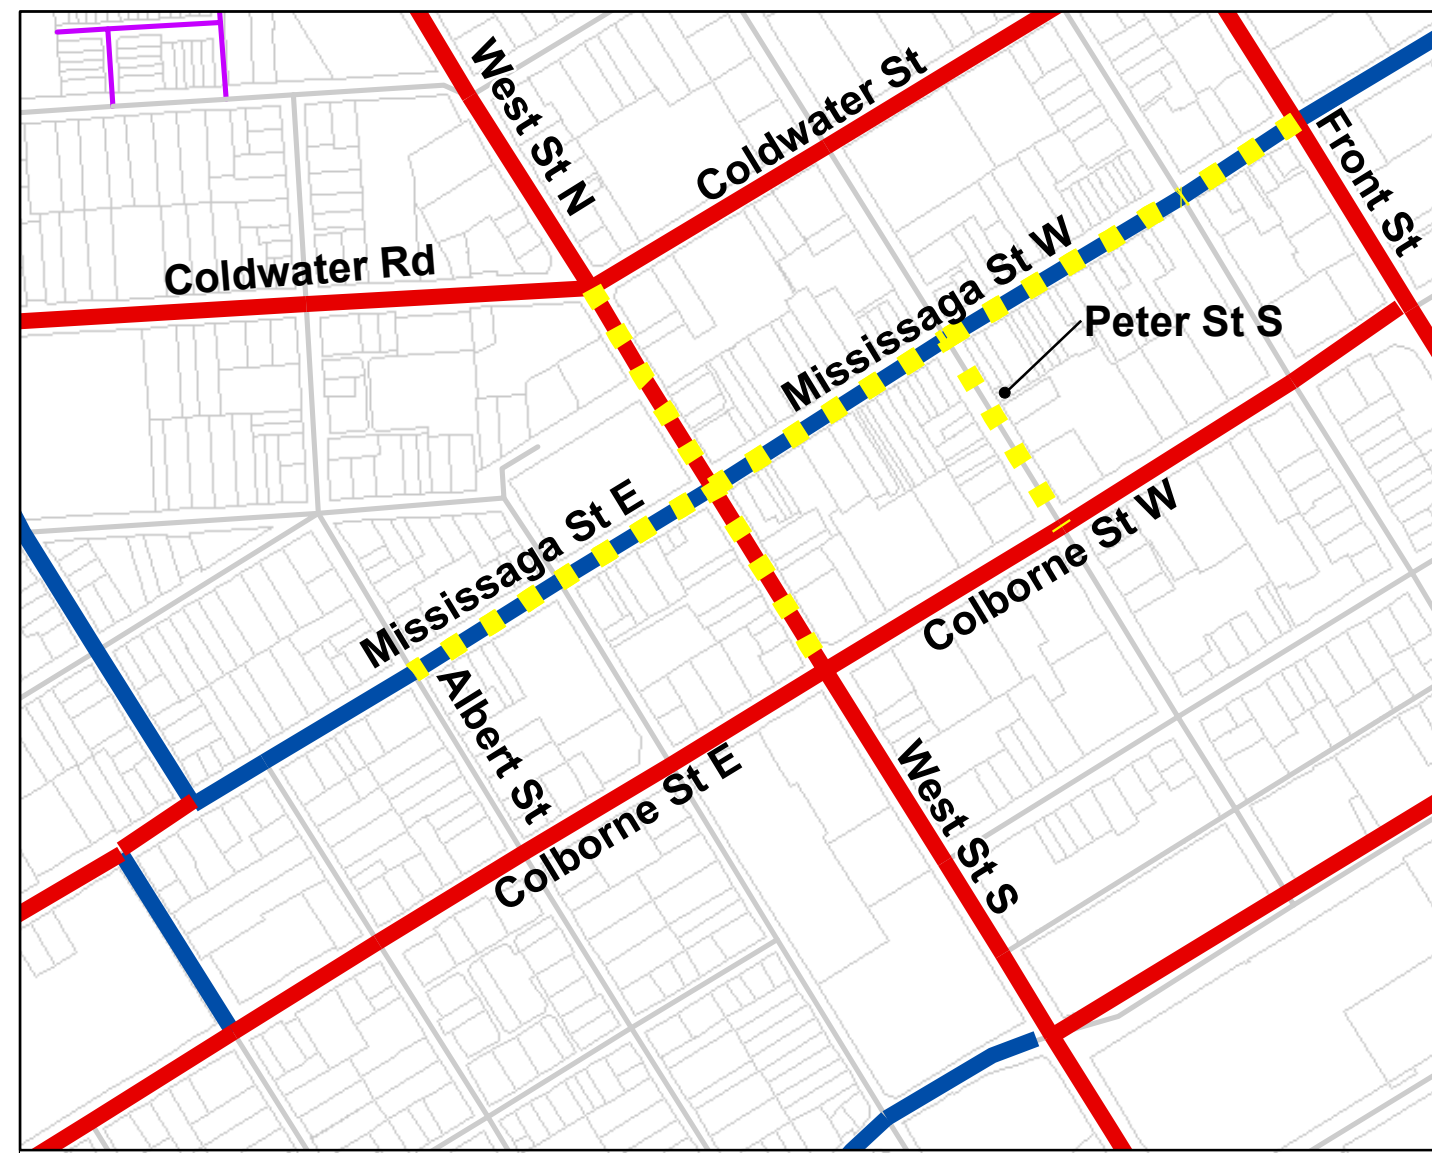 West St N
Coldwater St
Front St
Coldwater Rd
Mississaga St W
Peter St S
Mississaga St E
Colborne St W
Albert St
Colborne St E
West St S